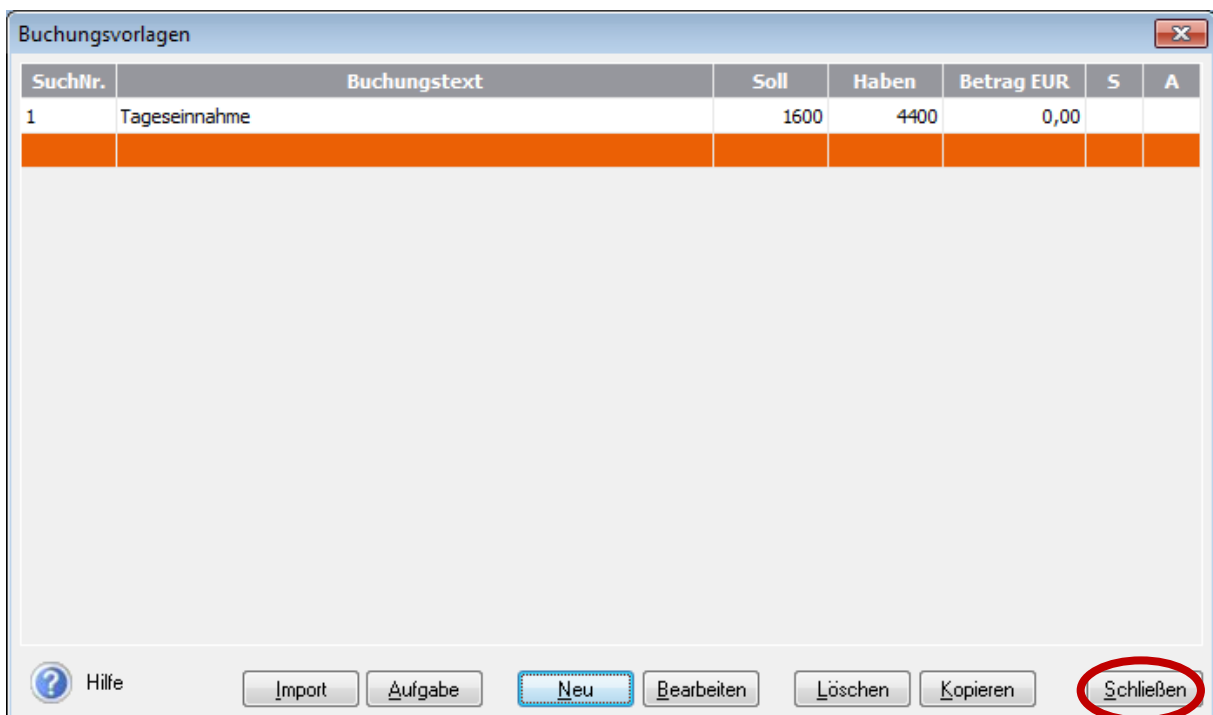 Buchungsvorlagen
SuchNr. Buchungstext Soll Haben Betrag EUR S A
1 Tageseinnahme 1600 4400 0,00
Hilfe Import Aufgabe Neu Bearbeiten Löschen Kopieren Schließen